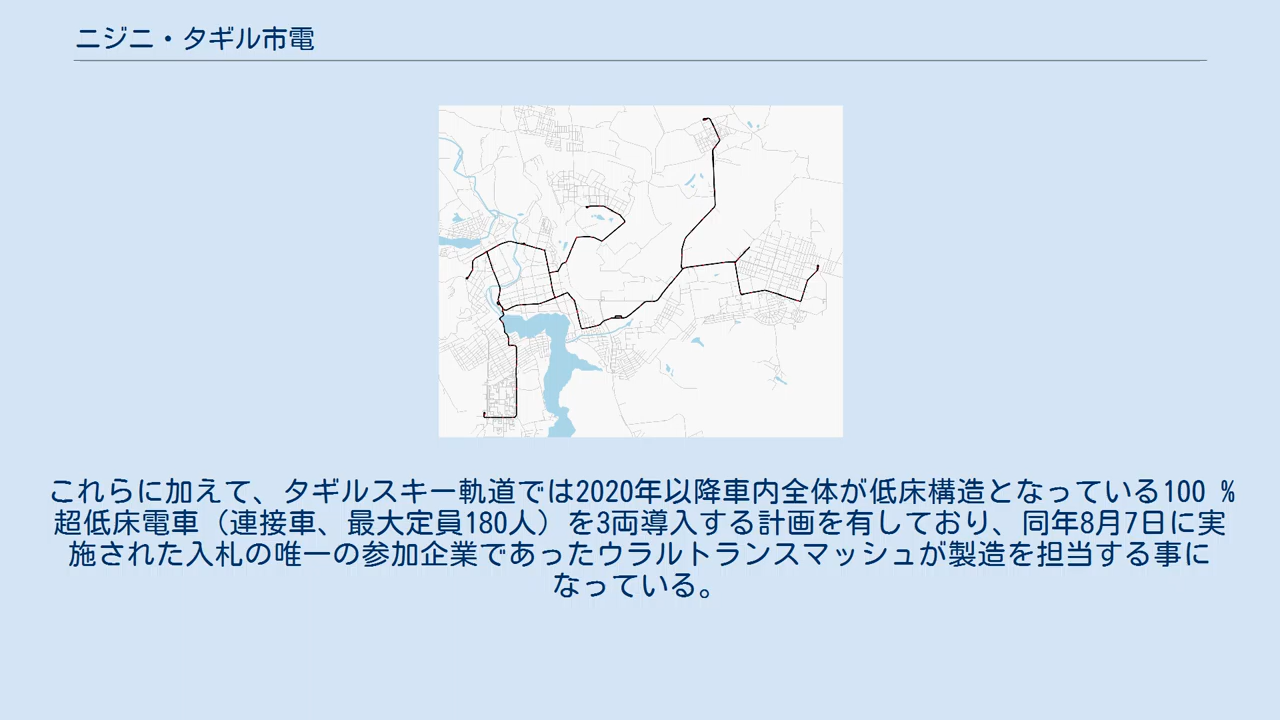 ニジニ・タギル市電
これらに加えて、タギルスキー軌道では2020年以降車内全体が低床構造となっている100 %
超低床電車（連接車、最大定員180人）を3両導入する計画を有しており、同年8月7日に実
施された入札の唯一の参加企業であったウラルトランスマッシュが製造を担当する事に
なっている。